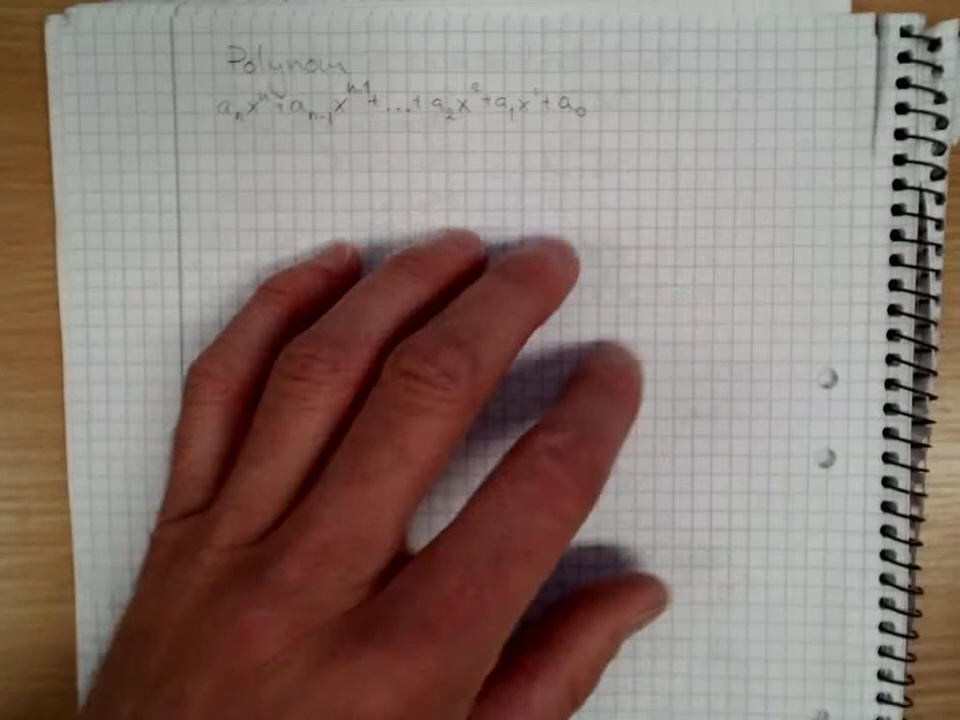 Polynom
aₙxⁿ + aₙ₋₁xⁿ⁻¹ + ... + a₂x² + a₁x¹ + a₀